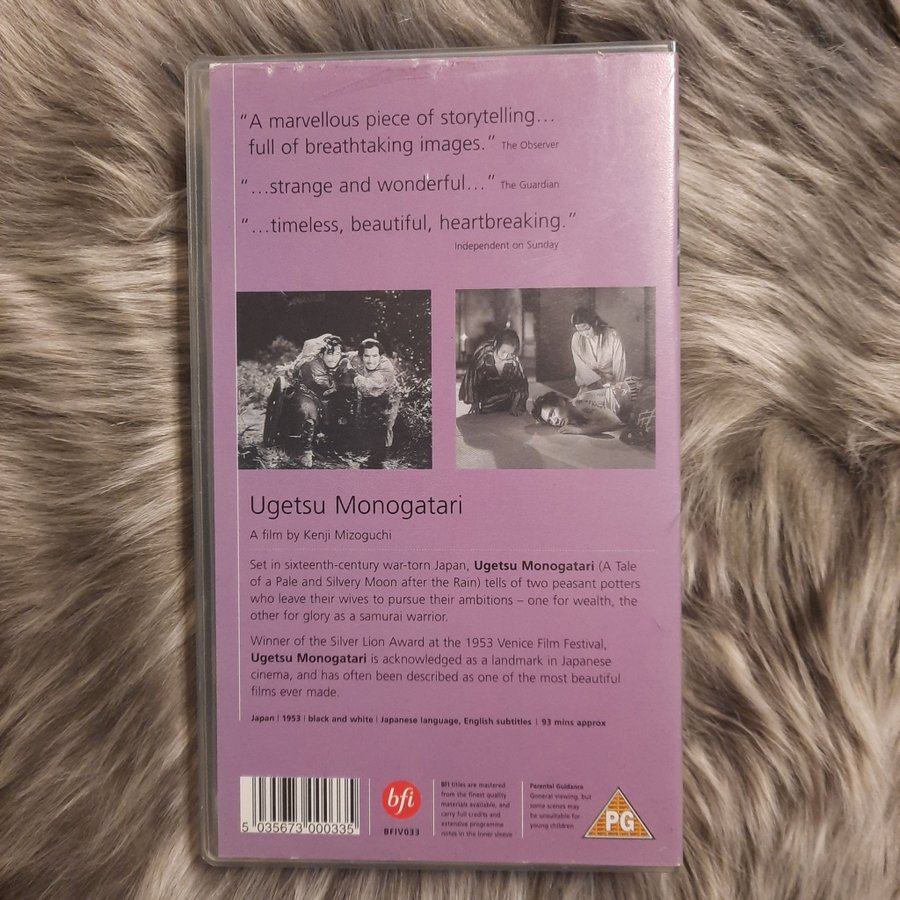 “A marvellous piece of storytelling…
full of breathtaking images.” The Observer
“…strange and wonderful…” The Guardian
“…timeless, beautiful, heartbreaking.”
Independent on Sunday
Ugetsu Monogatari
A film by Kenji Mizoguchi
Set in sixteenth-century war-torn Japan, Ugetsu Monogatari (A Tale
of a Pale and Silvery Moon after the Rain) tells of two peasant potters
who leave their wives to pursue their ambitions – one for wealth, the
other for glory as a samurai warrior.
Winner of the Silver Lion Award at the 1953 Venice Film Festival,
Ugetsu Monogatari is acknowledged as a landmark in Japanese
cinema, and has often been described as one of the most beautiful
films ever made.
Japan | 1953 | black and white | Japanese language, English subtitles | 93 mins approx
5 035673 000335
bfi
BFIV033
BFI titles are mastered
from the finest quality
materials available, and
carry full credits and
extensive programme
notes in the inner sleeve
Parental Guidance
General viewing, but
some scenes may
be unsuitable for
young children
PG